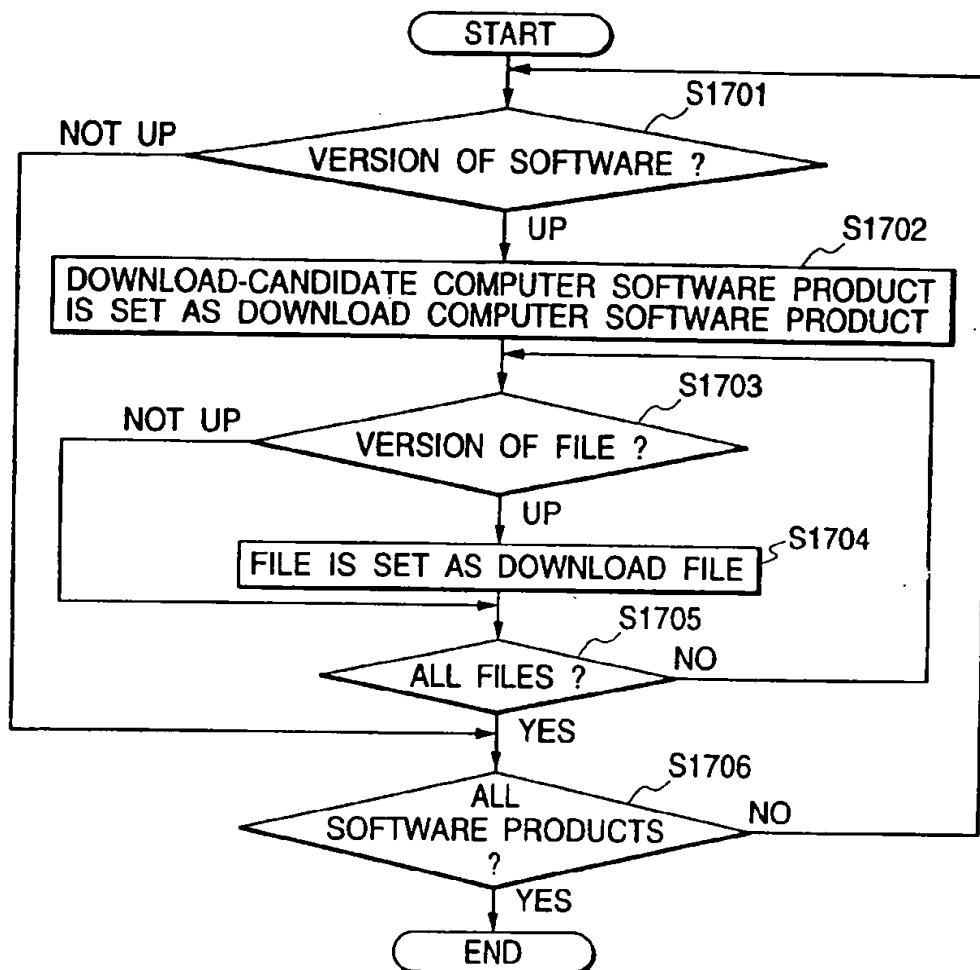 START
S1701
NOT UP
VERSION OF SOFTWARE ?
UP
S1702
DOWNLOAD-CANDIDATE COMPUTER SOFTWARE PRODUCT
IS SET AS DOWNLOAD COMPUTER SOFTWARE PRODUCT
S1703
NOT UP
VERSION OF FILE ?
UP
S1704
FILE IS SET AS DOWNLOAD FILE
S1705
ALL FILES ?
NO
YES
S1706
ALL
SOFTWARE PRODUCTS
?
NO
YES
END